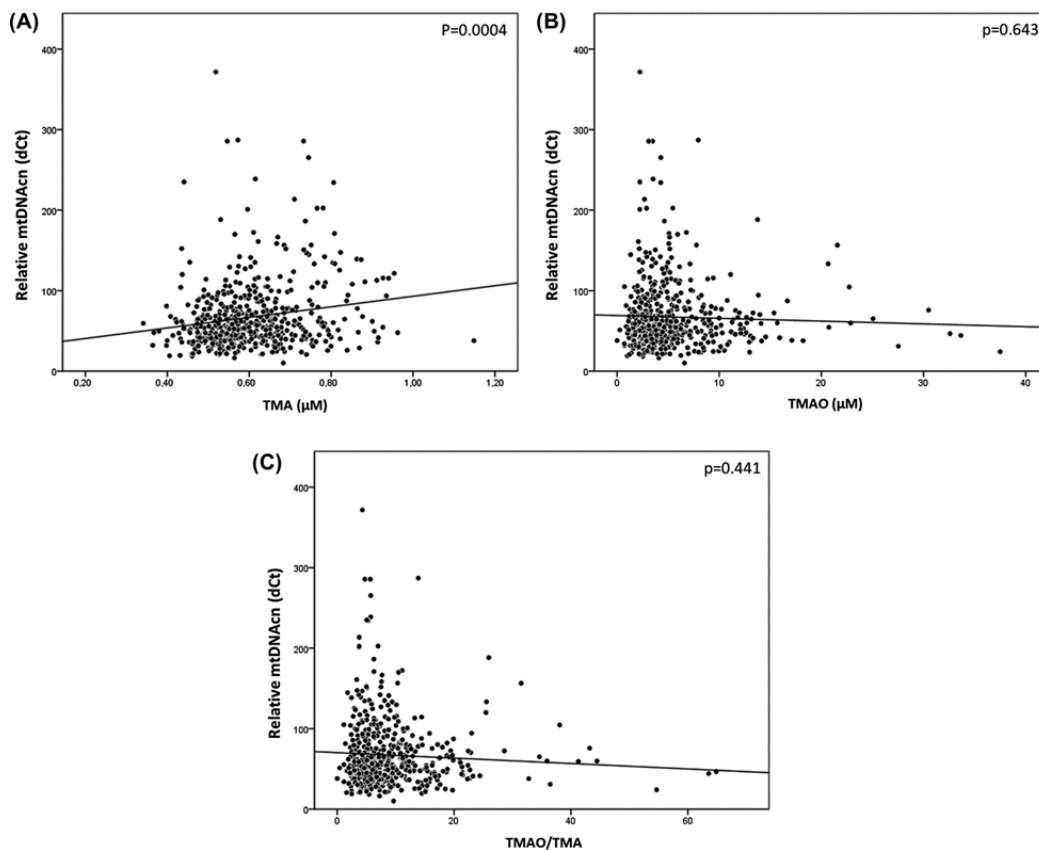 (A)
P=0.0004
400
300
200
100
0
Relative mtDNAcn (dCt)
0,20 0,40 0,60 0,80 1,00 1,20
TMA (µM)
(B)
p=0.643
400
300
200
100
0
Relative mtDNAcn (dCt)
0 10 20 30 40
TMAO (µM)
(C)
p=0.441
400
300
200
100
0
Relative mtDNAcn (dCt)
0 20 40 60
TMAO/TMA